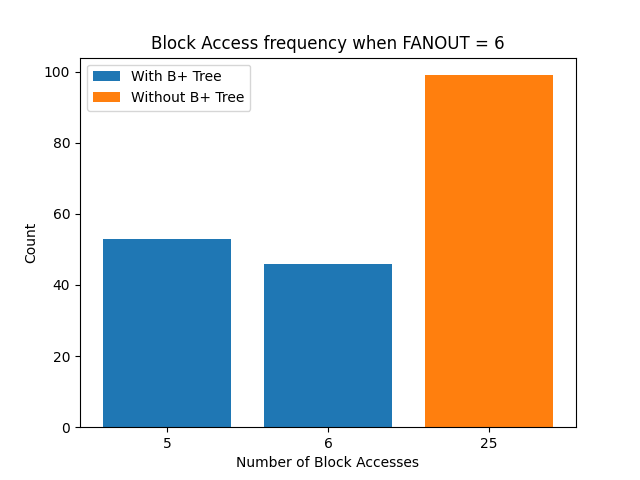 Block Access frequency when FANOUT = 6
With B+ Tree
Without B+ Tree
100
80
60
40
20
0
Count
5
6
25
Number of Block Accesses